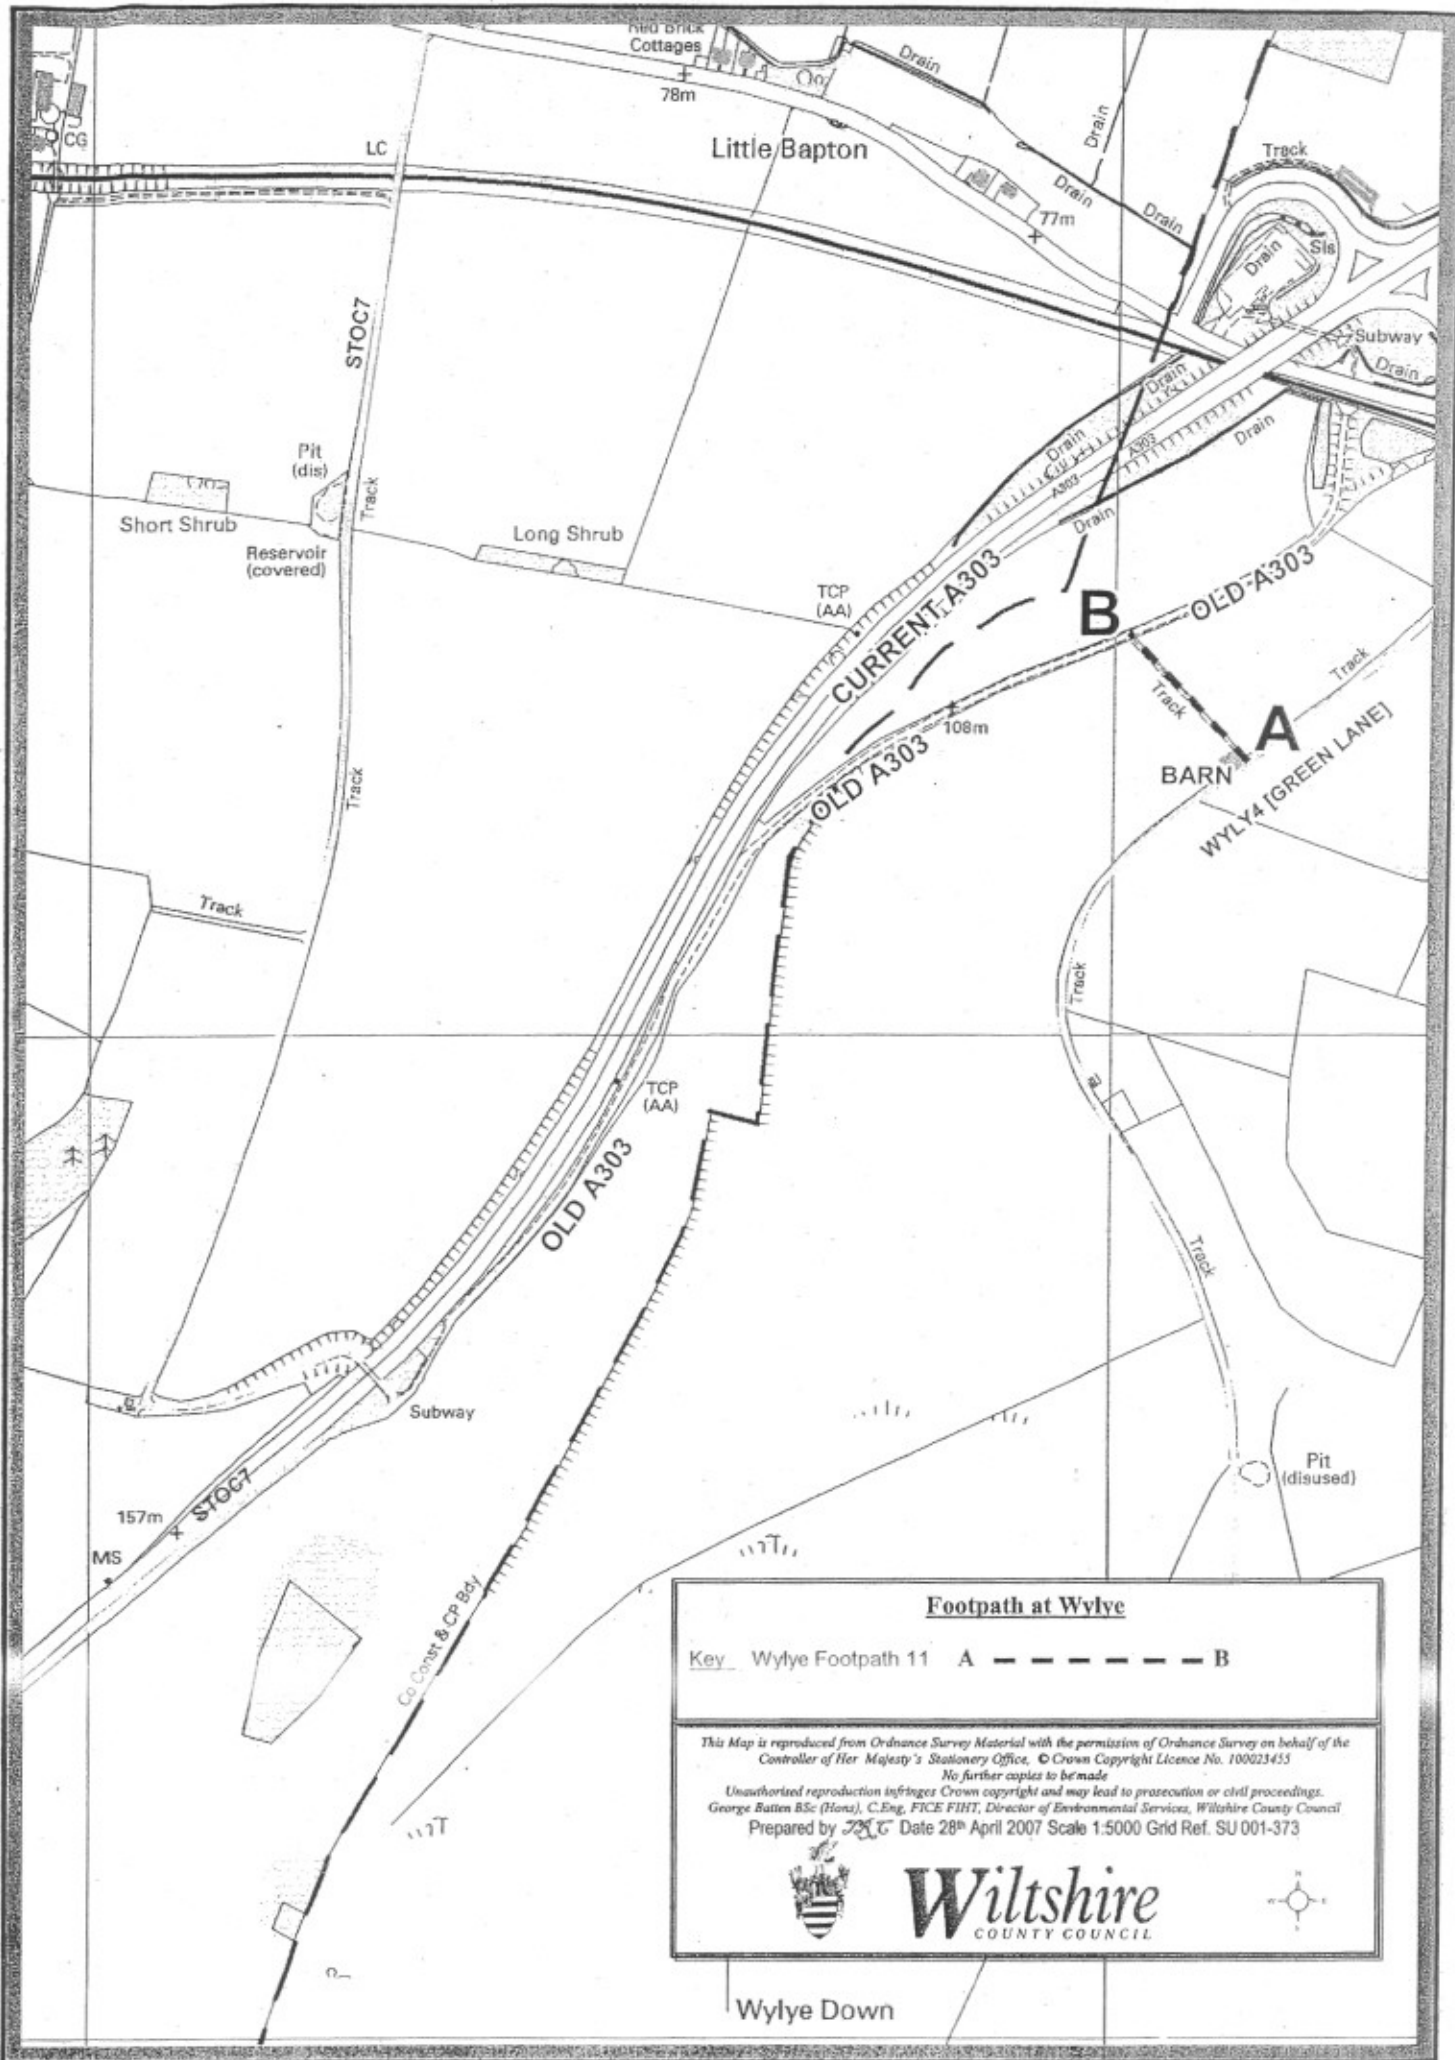 Red Brick
Cottages
Drain
78m
CG
LC
Little Bapton
Drain
Track
Drain
Drain
77m
Drain
Sls
STOC7
Subway
Drain
Drain
Drain
A303
Drain
A303
Pit
(dis)
Track
Short Shrub
Reservoir
(covered)
Long Shrub
Drain
TCP
(AA)
CURRENT A303
B
OLD A303
Track
Track
108m
A
OLD A303
BARN
WYLY4 [GREEN LANE]
Track
Track
Track
TCP
(AA)
OLD A303
Track
Subway
Pit
(disused)
157m
STOC7
MS
Co Const & CP Bdy
Footpath at Wylye
Key Wylye Footpath 11 A B
This Map is reproduced from Ordnance Survey Material with the permission of Ordnance Survey on behalf of the
Controller of Her Majesty's Stationery Office, © Crown Copyright Licence No. 100023455
No further copies to be made
Unauthorised reproduction infringes Crown copyright and may lead to prosecution or civil proceedings.
George Batten BSc (Hons), C.Eng, FICE FIHT, Director of Environmental Services, Wiltshire County Council
Prepared by Date 28th April 2007 Scale 1:5000 Grid Ref. SU 001-373
Wiltshire
COUNTY COUNCIL
N
W E
S
Wylye Down